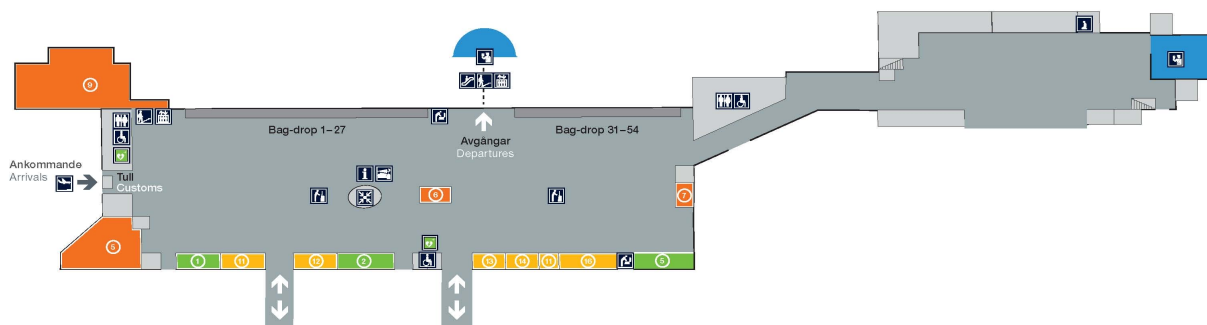 9
Bag-drop 1–27
Bag-drop 31–54
Avgångar
Departures
Ankommande
Arrivals
Tull
Customs
i
6
7
5
1
11
12
2
13
14
11
16
5